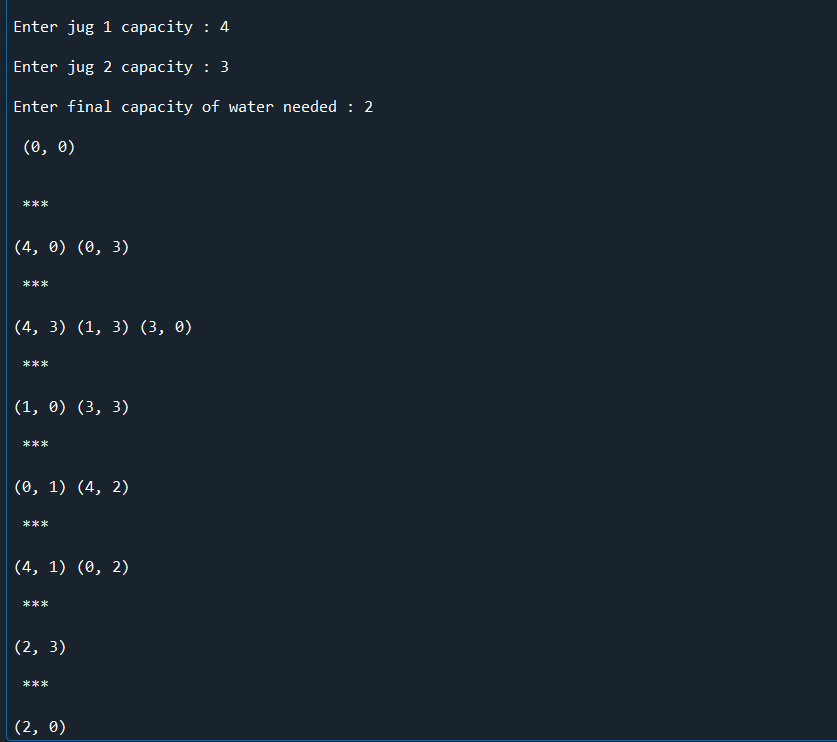 Enter jug 1 capacity : 4
Enter jug 2 capacity : 3
Enter final capacity of water needed : 2
(0, 0)
***
(4, 0) (0, 3)
***
(4, 3) (1, 3) (3, 0)
***
(1, 0) (3, 3)
***
(0, 1) (4, 2)
***
(4, 1) (0, 2)
***
(2, 3)
***
(2, 0)